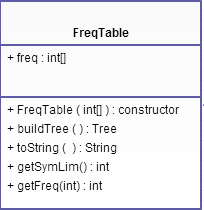 FreqTable
+ freq : int[]
+ FreqTable ( int[] ) : constructor
+ buildTree ( ) : Tree
+ toString (  ) : String
+ getSymLim() : int
+ getFreq(int) : int